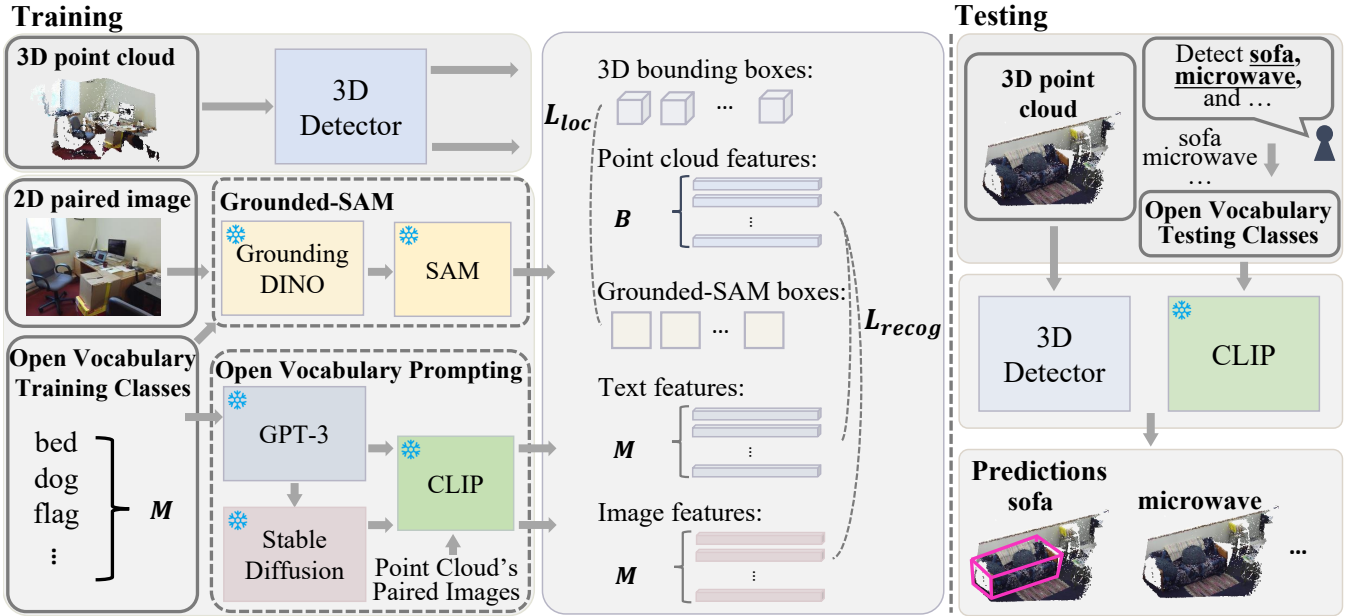 Training
3D point cloud
3D
Detector
2D paired image
Grounded-SAM
Grounding
DINO
SAM
Open Vocabulary
Training Classes
bed
dog
flag
⋮
M
Open Vocabulary Prompting
GPT-3
Stable
Diffusion
CLIP
Point Cloud's
Paired Images
3D bounding boxes:
...
L_loc
Point cloud features:
B
⋮
Grounded-SAM boxes:
...
L_recog
Text features:
M
⋮
Image features:
M
⋮
Testing
3D point
cloud
Detect sofa,
microwave,
and ...
sofa
microwave
...
Open Vocabulary
Testing Classes
3D
Detector
CLIP
Predictions
sofa
microwave
...